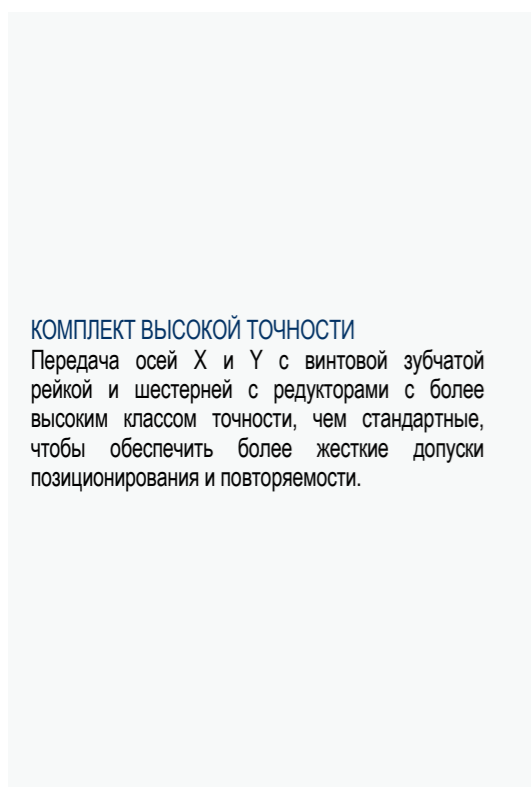 КОМПЛЕКТ ВЫСОКОЙ ТОЧНОСТИ
Передача осей X и Y с винтовой зубчатой
рейкой и шестерней с редукторами с более
высоким классом точности, чем стандартные,
чтобы обеспечить более жесткие допуски
позиционирования и повторяемости.